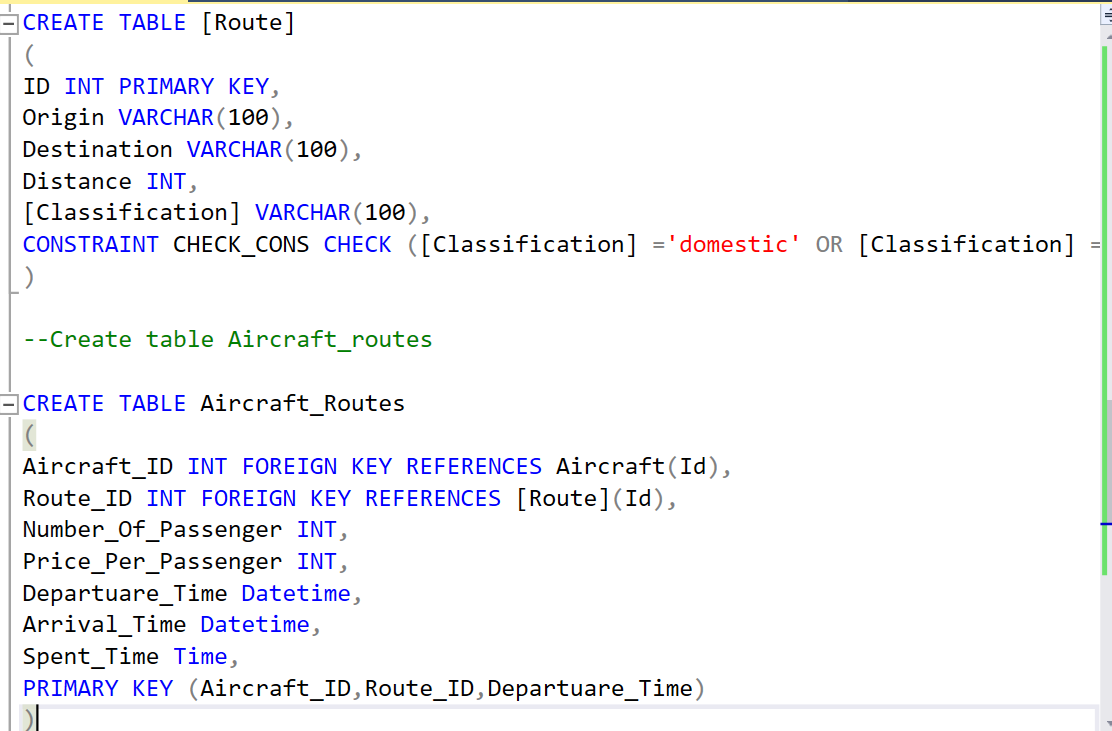 CREATE TABLE [Route]
(
ID INT PRIMARY KEY,
Origin VARCHAR(100),
Destination VARCHAR(100),
Distance INT,
[Classification] VARCHAR(100),
CONSTRAINT CHECK_CONS CHECK ([Classification] ='domestic' OR [Classification] =
)
--Create table Aircraft_routes
CREATE TABLE Aircraft_Routes
(
Aircraft_ID INT FOREIGN KEY REFERENCES Aircraft(Id),
Route_ID INT FOREIGN KEY REFERENCES [Route](Id),
Number_Of_Passenger INT,
Price_Per_Passenger INT,
Departuare_Time Datetime,
Arrival_Time Datetime,
Spent_Time Time,
PRIMARY KEY (Aircraft_ID,Route_ID,Departuare_Time)
)